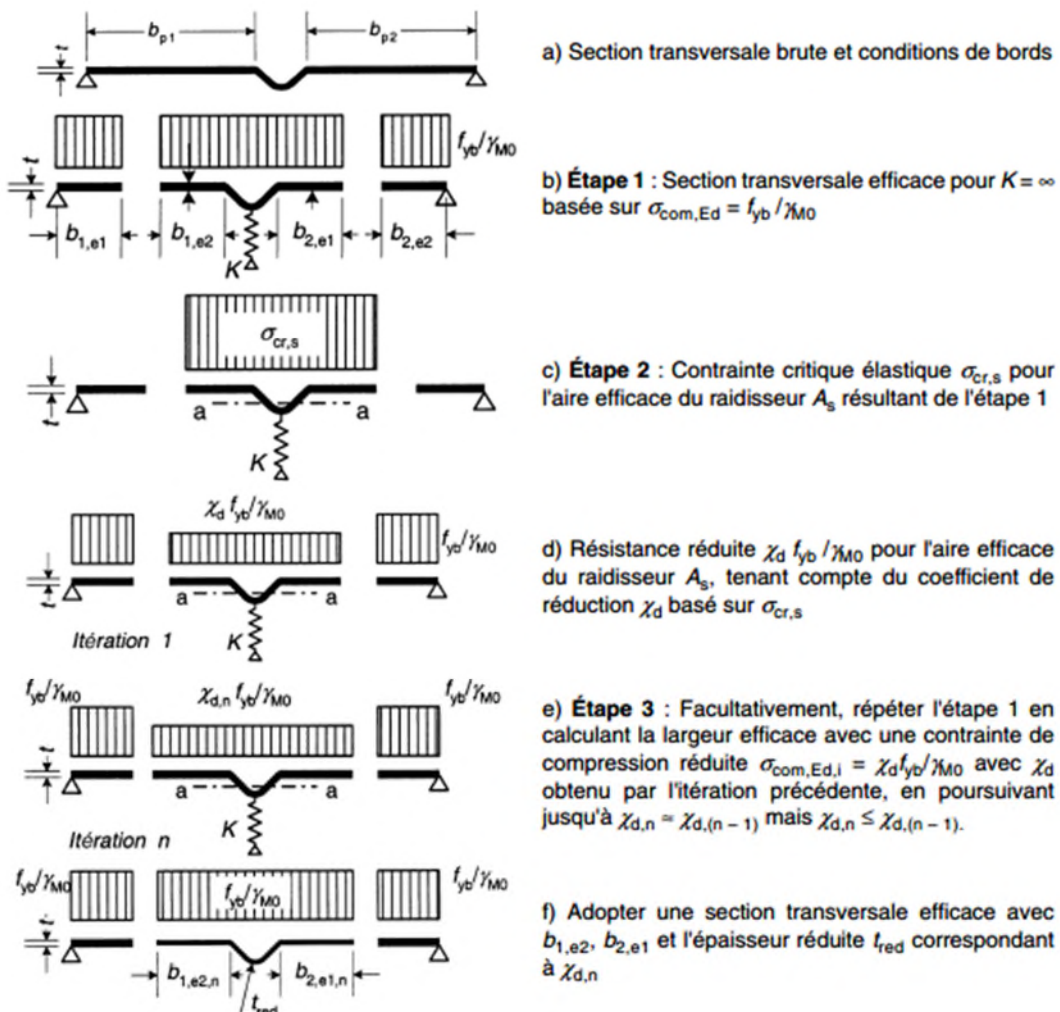 b_p1
b_p2
t
a) Section transversale brute et conditions de bords
f_yb/γ_M0
t
b_1,e1
b_1,e2
b_2,e1
b_2,e2
K
b) Étape 1 : Section transversale efficace pour K = ∞
basée sur σ_com,Ed = f_yb /γ_M0
σ_cr,s
t
a
a
K
c) Étape 2 : Contrainte critique élastique σ_cr,s pour
l'aire efficace du raidisseur A_s résultant de l'étape 1
χ_d f_yb/γ_M0
f_yb/γ_M0
t
a
a
Itération 1
K
d) Résistance réduite χ_d f_yb /γ_M0 pour l'aire efficace
du raidisseur A_s, tenant compte du coefficient de
réduction χ_d basé sur σ_cr,s
f_yb/γ_M0
χ_d,n f_yb/γ_M0
f_yb/γ_M0
t
a
a
K
Itération n
e) Étape 3 : Facultativement, répéter l'étape 1 en
calculant la largeur efficace avec une contrainte de
compression réduite σ_com,Ed,i = χ_d f_yb/γ_M0 avec χ_d
obtenu par l'itération précédente, en poursuivant
jusqu'à χ_d,n ≃ χ_d,(n – 1) mais χ_d,n ≤ χ_d,(n – 1).
f_yb/γ_M0
f_yb/γ_M0
f_yb/γ_M0
t
b_1,e2,n
b_2,e1,n
t_red
f) Adopter une section transversale efficace avec
b_1,e2, b_2,e1 et l'épaisseur réduite t_red correspondant
à χ_d,n